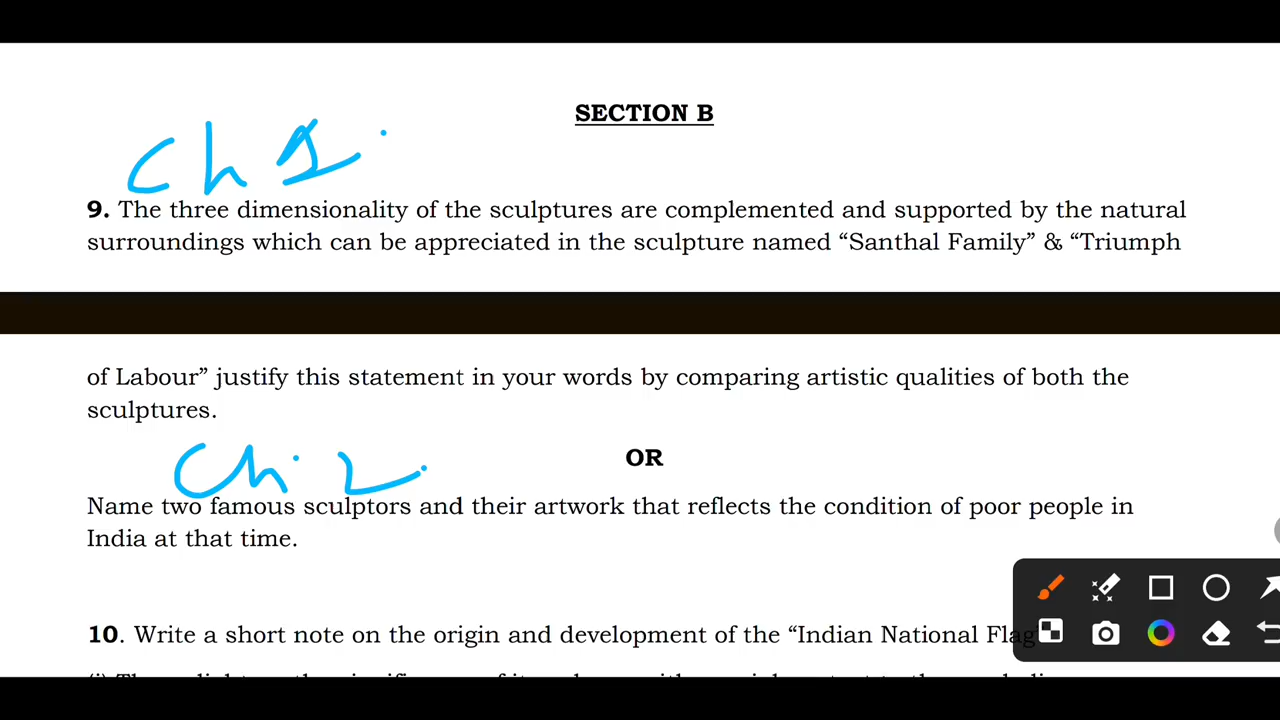 SECTION B
Ch 1.
9. The three dimensionality of the sculptures are complemented and supported by the natural
surroundings which can be appreciated in the sculpture named “Santhal Family” & “Triumph
of Labour” justify this statement in your words by comparing artistic qualities of both the
sculptures.
Ch. 2.
OR
Name two famous sculptors and their artwork that reflects the condition of poor people in
India at that time.
10. Write a short note on the origin and development of the “Indian National Flag